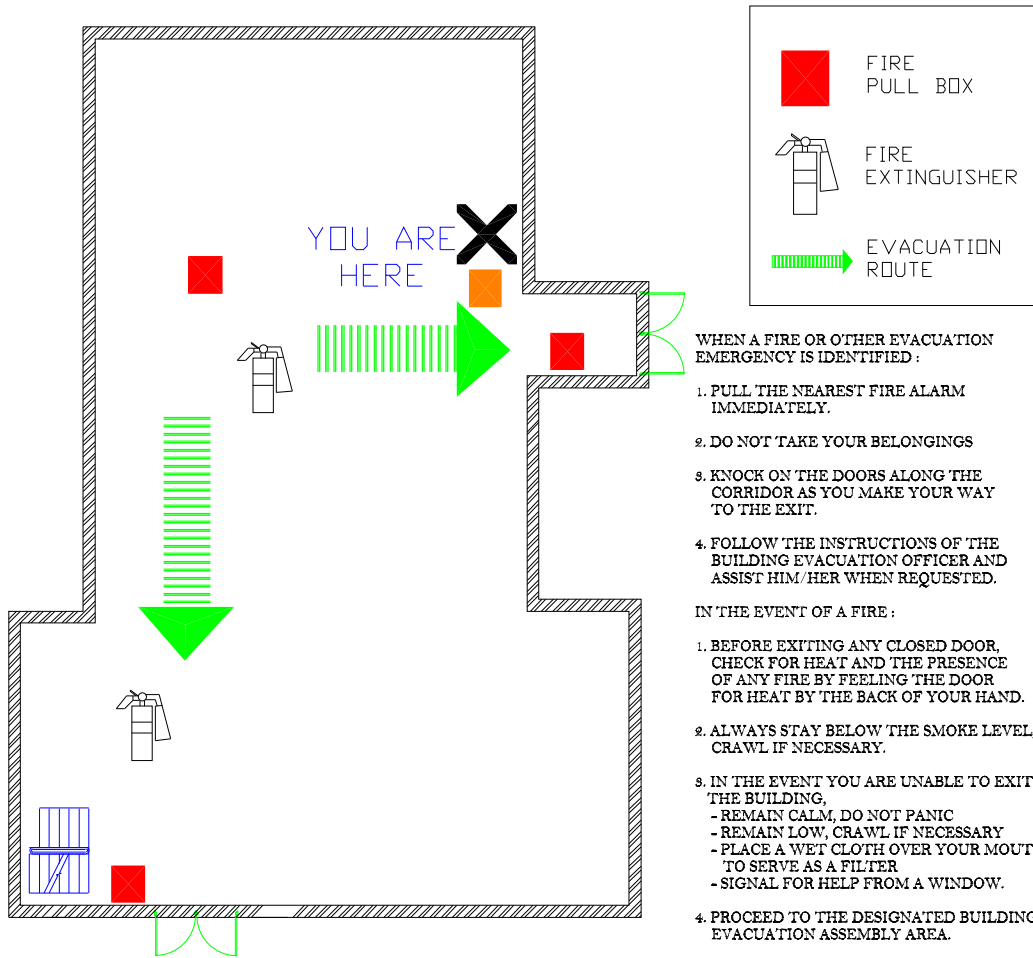 FIRE
PULL BOX
FIRE
EXTINGUISHER
EVACUATION
ROUTE
YOU ARE
HERE
WHEN A FIRE OR OTHER EVACUATION
EMERGENCY IS IDENTIFIED :
1. PULL THE NEAREST FIRE ALARM
IMMEDIATELY.
2. DO NOT TAKE YOUR BELONGINGS
3. KNOCK ON THE DOORS ALONG THE
CORRIDOR AS YOU MAKE YOUR WAY
TO THE EXIT.
4. FOLLOW THE INSTRUCTIONS OF THE
BUILDING EVACUATION OFFICER AND
ASSIST HIM/HER WHEN REQUESTED.
IN THE EVENT OF A FIRE :
1. BEFORE EXITING ANY CLOSED DOOR,
CHECK FOR HEAT AND THE PRESENCE
OF ANY FIRE BY FEELING THE DOOR
FOR HEAT BY THE BACK OF YOUR HAND.
2. ALWAYS STAY BELOW THE SMOKE LEVEL,
CRAWL IF NECESSARY.
3. IN THE EVENT YOU ARE UNABLE TO EXIT
THE BUILDING,
- REMAIN CALM, DO NOT PANIC
- REMAIN LOW, CRAWL IF NECESSARY
- PLACE A WET CLOTH OVER YOUR MOUT
TO SERVE AS A FILTER
- SIGNAL FOR HELP FROM A WINDOW.
4. PROCEED TO THE DESIGNATED BUILDING
EVACUATION ASSEMBLY AREA.